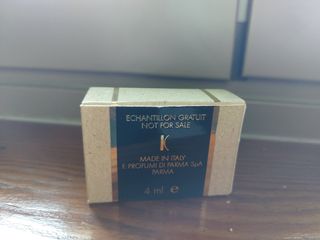 ECHANTILLON GRATUIT
NOT FOR SALE
K
MADE IN ITALY
E PROFUMI DI PARMA SpA
PARMA
4 ml ℮